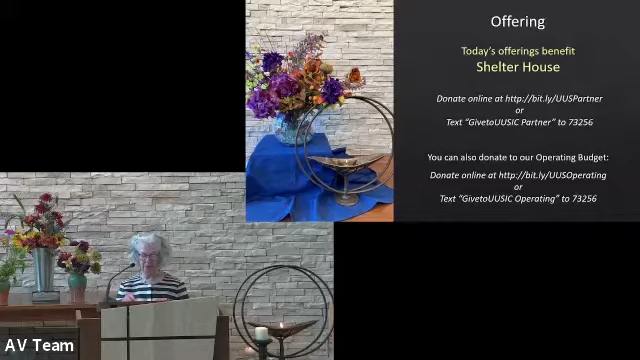 Offering
Today's offerings benefit
Shelter House
Donate online at http://bit.ly/UUSPartner
or
Text "GivetoUUSIC Partner" to 73256
You can also donate to our Operating Budget:
Donate online at http://bit.ly/UUSOperating
or
Text "GivetoUUSIC Operating" to 73256
AV Team